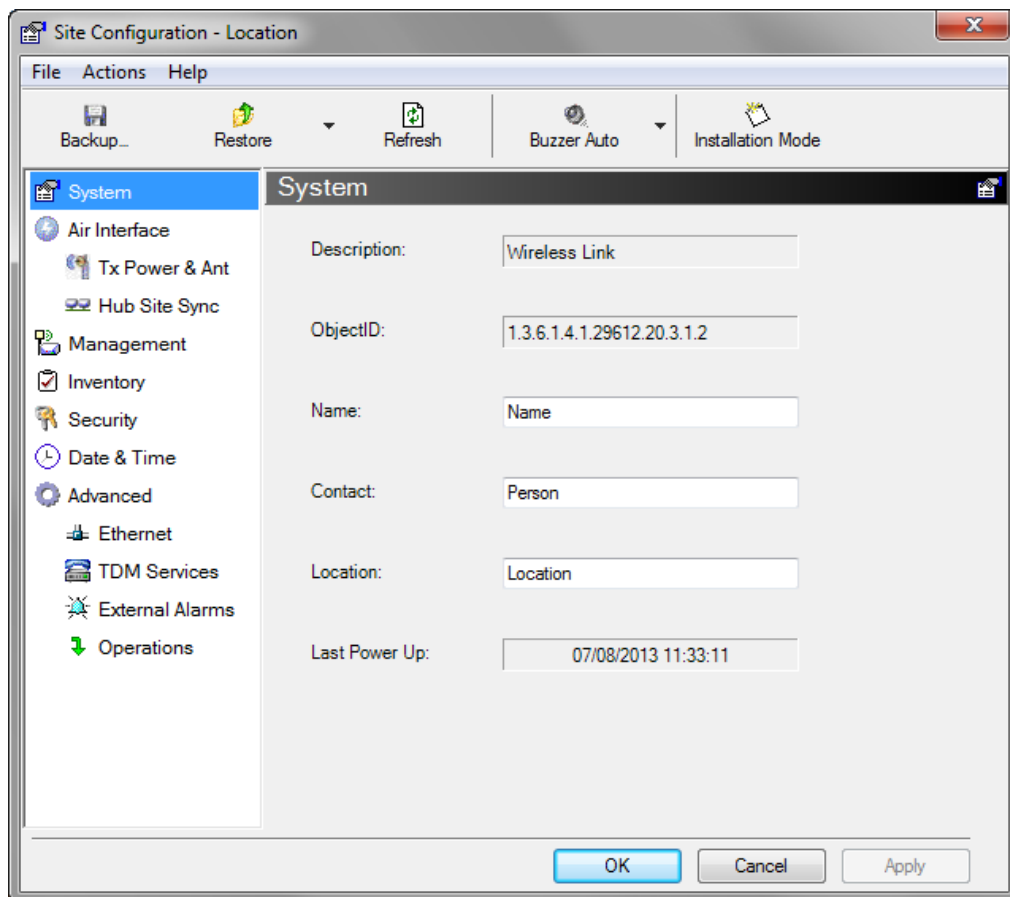 Site Configuration - Location
File Actions Help
Backup... Restore Refresh Buzzer Auto Installation Mode
System
Air Interface
Tx Power & Ant
Hub Site Sync
Management
Inventory
Security
Date & Time
Advanced
Ethernet
TDM Services
External Alarms
Operations
System
Description: Wireless Link
ObjectID: 1.3.6.1.4.1.29612.20.3.1.2
Name: Name
Contact: Person
Location: Location
Last Power Up: 07/08/2013 11:33:11
OK Cancel Apply